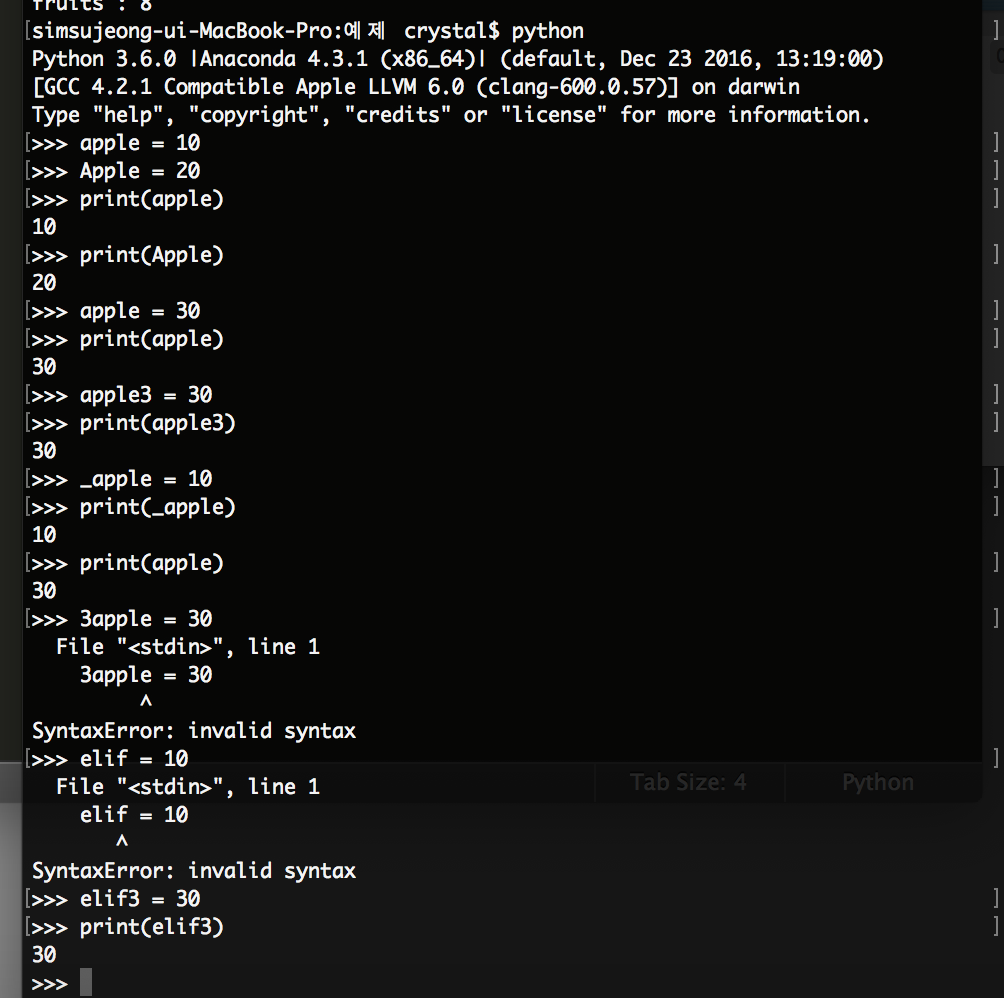 fruits : 8
[simsujeong-ui-MacBook-Pro:예제 crystal$ python ]
Python 3.6.0 |Anaconda 4.3.1 (x86_64)| (default, Dec 23 2016, 13:19:00)
[GCC 4.2.1 Compatible Apple LLVM 6.0 (clang-600.0.57)] on darwin
Type "help", "copyright", "credits" or "license" for more information.
[>>> apple = 10 ]
[>>> Apple = 20 ]
[>>> print(apple) ]
10
[>>> print(Apple) ]
20
[>>> apple = 30 ]
[>>> print(apple) ]
30
[>>> apple3 = 30 ]
[>>> print(apple3) ]
30
[>>> _apple = 10 ]
[>>> print(_apple) ]
10
[>>> print(apple) ]
30
[>>> 3apple = 30 ]
  File "<stdin>", line 1
    3apple = 30
         ^
SyntaxError: invalid syntax
[>>> elif = 10 ]
  File "<stdin>", line 1
Tab Size: 4 Python
    elif = 10
       ^
SyntaxError: invalid syntax
[>>> elif3 = 30 ]
[>>> print(elif3) ]
30
>>>